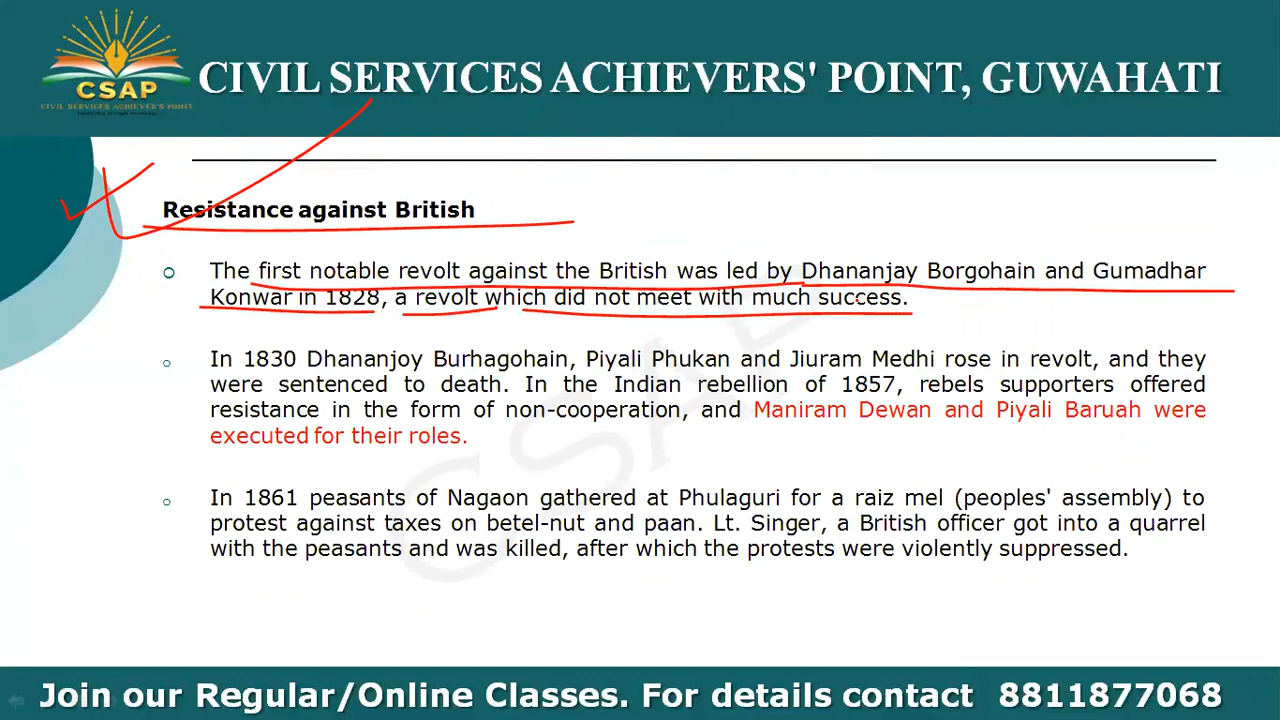 CSAP
CIVIL SERVICES ACHIEVER'S POINT
CIVIL SERVICES ACHIEVERS' POINT, GUWAHATI
Resistance against British
The first notable revolt against the British was led by Dhananjay Borgohain and Gumadhar
Konwar in 1828, a revolt which did not meet with much success.
In 1830 Dhananjoy Burhagohain, Piyali Phukan and Jiuram Medhi rose in revolt, and they
were sentenced to death. In the Indian rebellion of 1857, rebels supporters offered
resistance in the form of non-cooperation, and Maniram Dewan and Piyali Baruah were
executed for their roles.
In 1861 peasants of Nagaon gathered at Phulaguri for a raiz mel (peoples' assembly) to
protest against taxes on betel-nut and paan. Lt. Singer, a British officer got into a quarrel
with the peasants and was killed, after which the protests were violently suppressed.
CSAP
Join our Regular/Online Classes. For details contact 8811877068